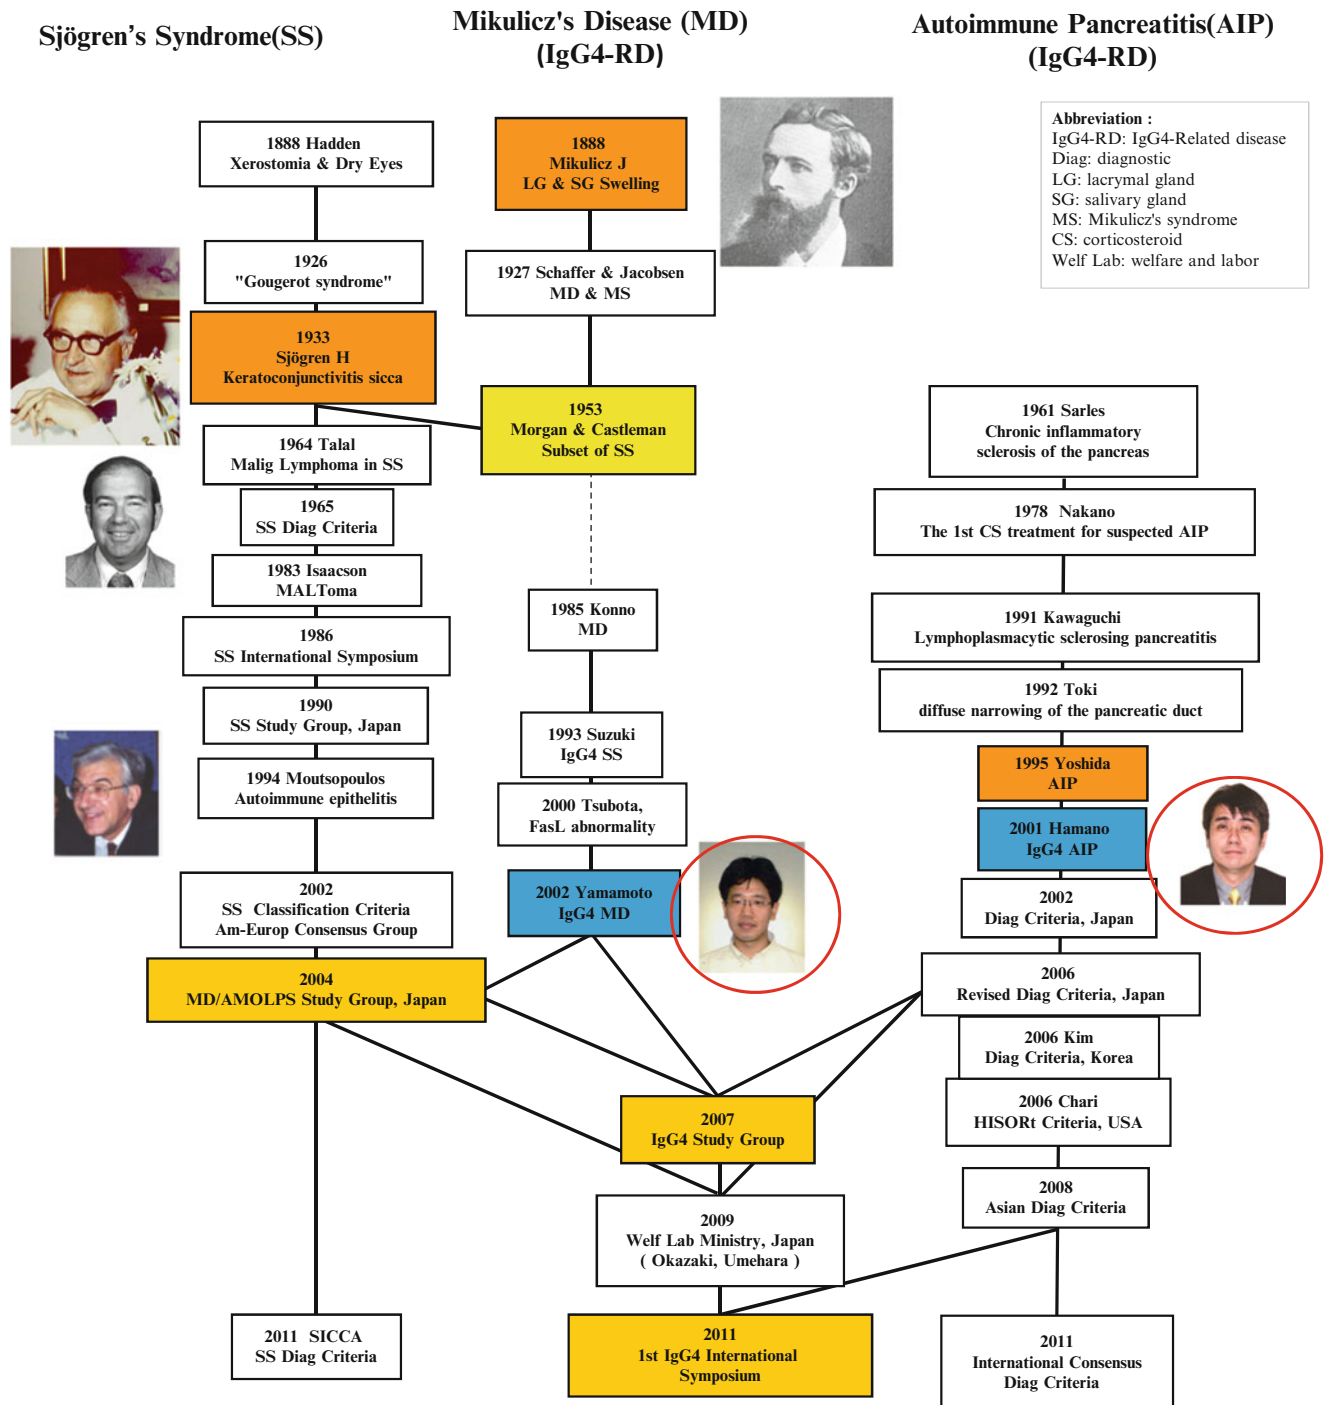 Sjögren's Syndrome(SS)
Mikulicz's Disease (MD)
(IgG4-RD)
Autoimmune Pancreatitis(AIP)
(IgG4-RD)
Abbreviation :
IgG4-RD: IgG4-Related disease
Diag: diagnostic
LG: lacrymal gland
SG: salivary gland
MS: Mikulicz's syndrome
CS: corticosteroid
Welf Lab: welfare and labor
1888 Hadden
Xerostomia & Dry Eyes
1926
"Gougerot syndrome"
1933
Sjögren H
Keratoconjunctivitis sicca
1964 Talal
Malig Lymphoma in SS
1965
SS Diag Criteria
1983 Isaacson
MALToma
1986
SS International Symposium
1990
SS Study Group, Japan
1994 Moutsopoulos
Autoimmune epithelitis
2002
SS Classification Criteria
Am-Europ Consensus Group
2004
MD/AMOLPS Study Group, Japan
2011 SICCA
SS Diag Criteria
1888
Mikulicz J
LG & SG Swelling
1927 Schaffer & Jacobsen
MD & MS
1953
Morgan & Castleman
Subset of SS
1985 Konno
MD
1993 Suzuki
IgG4 SS
2000 Tsubota,
FasL abnormality
2002 Yamamoto
IgG4 MD
2007
IgG4 Study Group
2009
Welf Lab Ministry, Japan
( Okazaki, Umehara )
2011
1st IgG4 International
Symposium
1961 Sarles
Chronic inflammatory
sclerosis of the pancreas
1978 Nakano
The 1st CS treatment for suspected AIP
1991 Kawaguchi
Lymphoplasmacytic sclerosing pancreatitis
1992 Toki
diffuse narrowing of the pancreatic duct
1995 Yoshida
AIP
2001 Hamano
IgG4 AIP
2002
Diag Criteria, Japan
2006
Revised Diag Criteria, Japan
2006 Kim
Diag Criteria, Korea
2006 Chari
HISORt Criteria, USA
2008
Asian Diag Criteria
2011
International Consensus
Diag Criteria